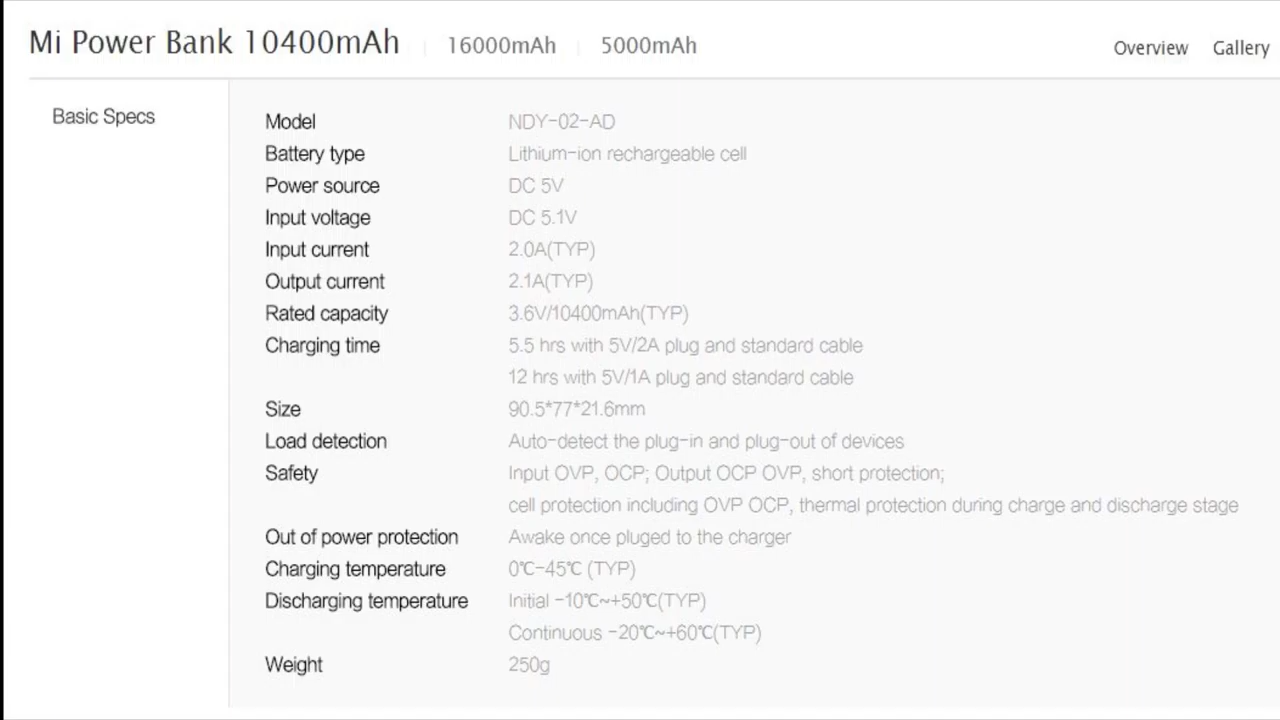 Mi Power Bank 10400mAh 16000mAh 5000mAh Overview Gallery
Basic Specs
Model NDY-02-AD
Battery type Lithium-ion rechargeable cell
Power source DC 5V
Input voltage DC 5.1V
Input current 2.0A(TYP)
Output current 2.1A(TYP)
Rated capacity 3.6V/10400mAh(TYP)
Charging time 5.5 hrs with 5V/2A plug and standard cable
12 hrs with 5V/1A plug and standard cable
Size 90.5*77*21.6mm
Load detection Auto-detect the plug-in and plug-out of devices
Safety Input OVP, OCP; Output OCP OVP, short protection;
cell protection including OVP OCP, thermal protection during charge and discharge stage
Out of power protection Awake once pluged to the charger
Charging temperature 0℃-45℃ (TYP)
Discharging temperature Initial -10℃~+50℃(TYP)
Continuous -20℃~+60℃(TYP)
Weight 250g